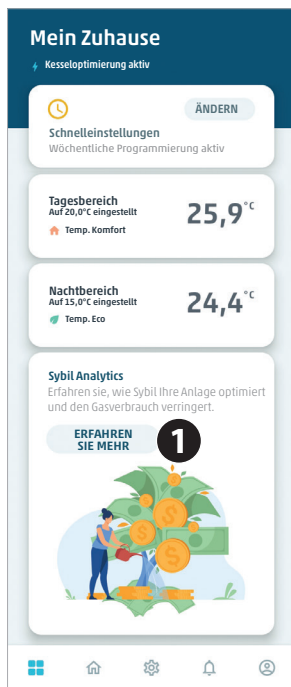 Mein Zuhause
Kesseloptimierung aktiv
ÄNDERN
Schnelleinstellungen
Wöchentliche Programmierung aktiv
Tagesbereich
Auf 20,0°C eingestellt
25,9°C
Temp. Komfort
Nachtbereich
Auf 15,0°C eingestellt
24,4°C
Temp. Eco
Sybil Analytics
Erfahren sie, wie Sybil Ihre Anlage optimiert
und den Gasverbrauch verringert.
ERFAHREN
SIE MEHR
1